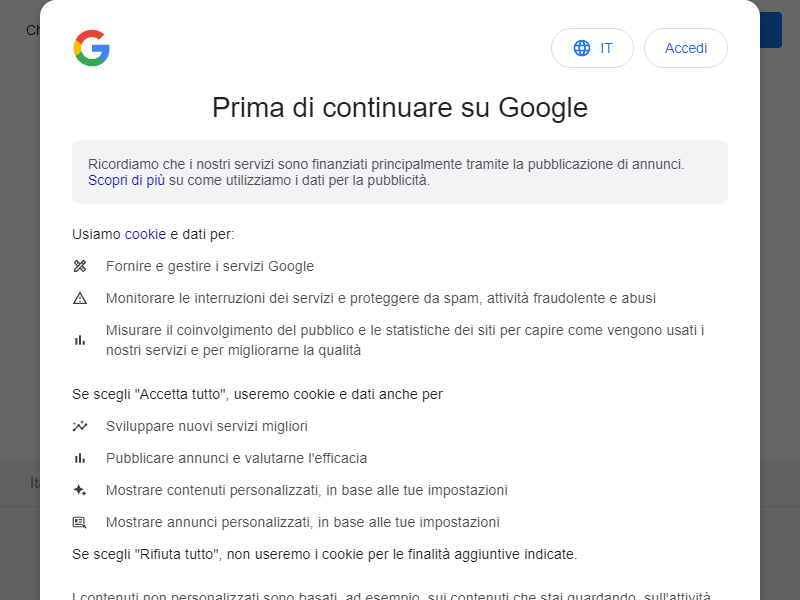 IT
Accedi
Prima di continuare su Google
Ricordiamo che i nostri servizi sono finanziati principalmente tramite la pubblicazione di annunci.
Scopri di più su come utilizziamo i dati per la pubblicità.
Usiamo cookie e dati per:
Fornire e gestire i servizi Google
Monitorare le interruzioni dei servizi e proteggere da spam, attività fraudolente e abusi
Misurare il coinvolgimento del pubblico e le statistiche dei siti per capire come vengono usati i
nostri servizi e per migliorarne la qualità
Se scegli "Accetta tutto", useremo cookie e dati anche per
Sviluppare nuovi servizi migliori
Pubblicare annunci e valutarne l'efficacia
Mostrare contenuti personalizzati, in base alle tue impostazioni
Mostrare annunci personalizzati, in base alle tue impostazioni
Se scegli "Rifiuta tutto", non useremo i cookie per le finalità aggiuntive indicate.
I contenuti non personalizzati sono basati, ad esempio, sui contenuti che stai guardando, sull'attività